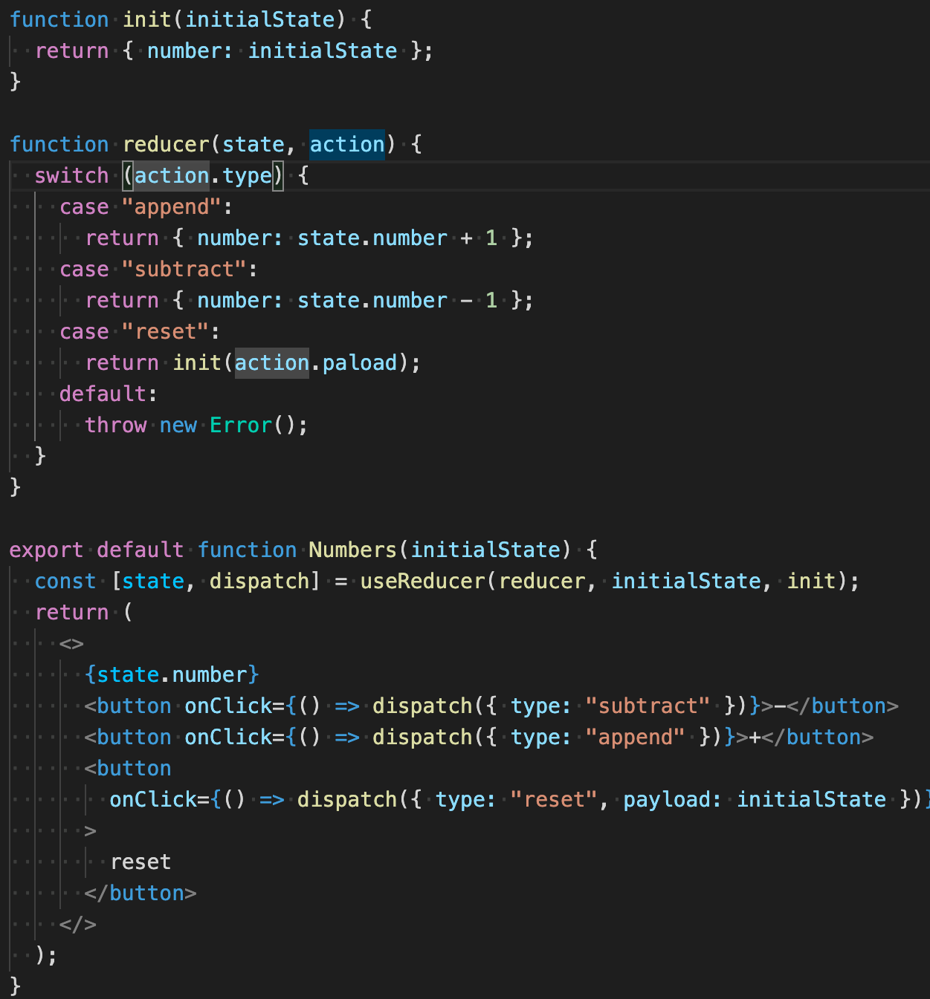 function init(initialState) {
  return { number: initialState };
}

function reducer(state, action) {
  switch (action.type) {
    case "append":
      return { number: state.number + 1 };
    case "subtract":
      return { number: state.number - 1 };
    case "reset":
      return init(action.paload);
    default:
      throw new Error();
  }
}

export default function Numbers(initialState) {
  const [state, dispatch] = useReducer(reducer, initialState, init);
  return (
    <>
      {state.number}
      <button onClick={() => dispatch({ type: "subtract" })}>-</button>
      <button onClick={() => dispatch({ type: "append" })}>+</button>
      <button
        onClick={() => dispatch({ type: "reset", payload: initialState })}
      >
        reset
      </button>
    </>
  );
}